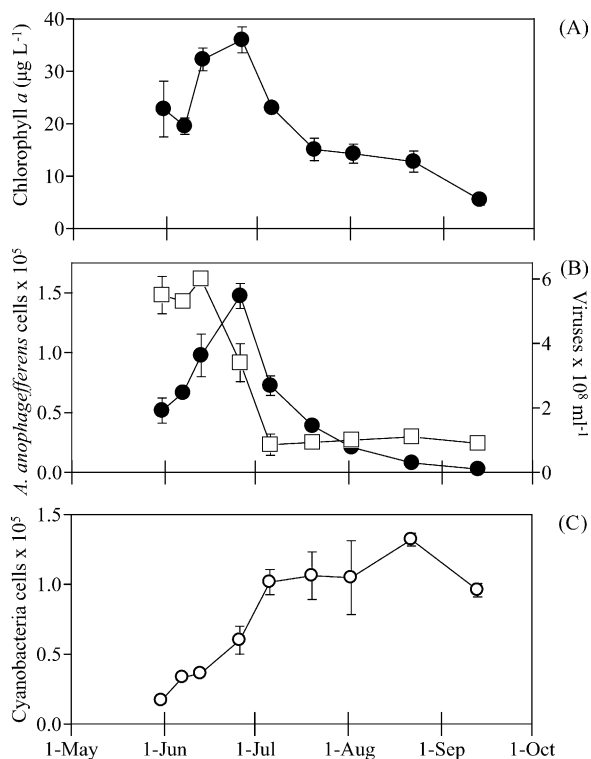 (A)
Chlorophyll a (µg L-1)
40
30
20
10
0
(B)
A. anophagefferens cells x 10⁵
1.5
1.0
0.5
0.0
6
4
2
0
Viruses x 10⁸ ml⁻¹
(C)
Cyanobacteria cells x 10⁵
1.5
1.0
0.5
0.0
1-May 1-Jun 1-Jul 1-Aug 1-Sep 1-Oct